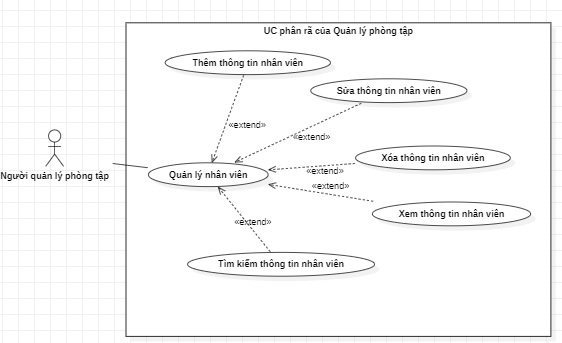 UC phân rã của Quản lý phòng tập
Thêm thông tin nhân viên
Sửa thông tin nhân viên
«extend»
«extend»
Người quản lý phòng tập
Quản lý nhân viên
Xóa thông tin nhân viên
«extend»
«extend»
Xem thông tin nhân viên
«extend»
Tìm kiếm thông tin nhân viên